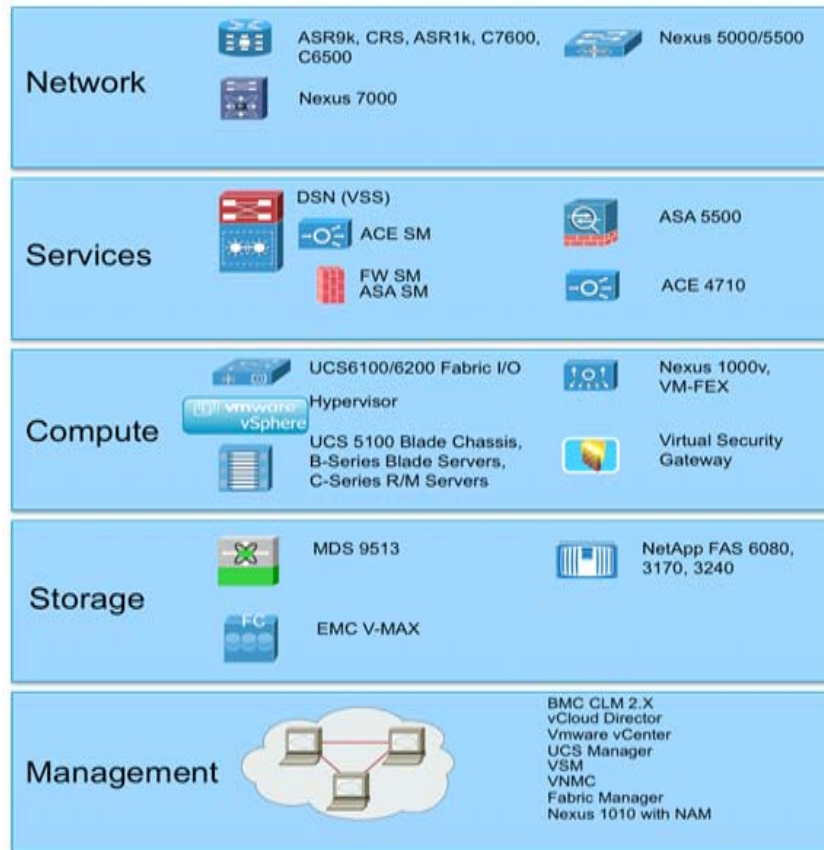 Network
ASR9k, CRS, ASR1k, C7600,
C6500
Nexus 7000
Nexus 5000/5500
Services
DSN (VSS)
ACE SM
FW SM
ASA SM
ASA 5500
ACE 4710
Compute
UCS6100/6200 Fabric I/O
vmware
vSphere
Hypervisor
UCS 5100 Blade Chassis,
B-Series Blade Servers,
C-Series R/M Servers
Nexus 1000v,
VM-FEX
Virtual Security
Gateway
Storage
MDS 9513
FC
EMC V-MAX
NetApp FAS 6080,
3170, 3240
Management
BMC CLM 2.X
vCloud Director
Vmware vCenter
UCS Manager
VSM
VNMC
Fabric Manager
Nexus 1010 with NAM